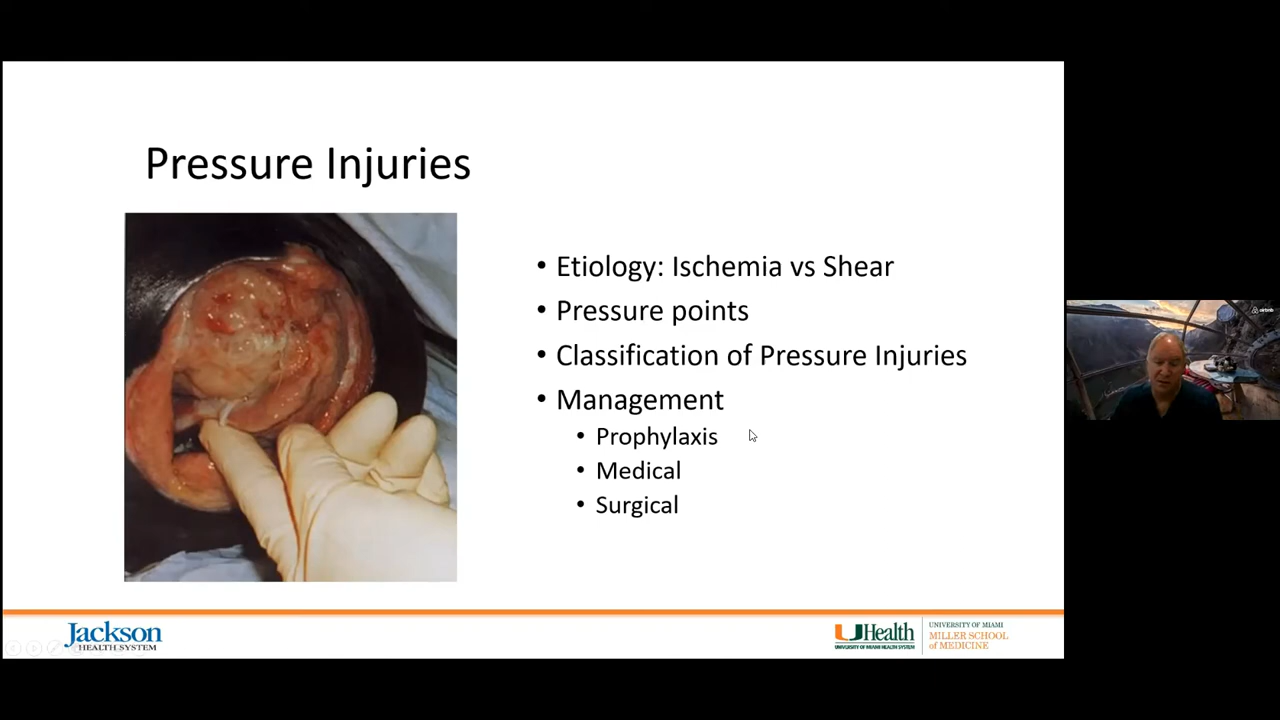 Pressure Injuries
• Etiology: Ischemia vs Shear
• Pressure points
• Classification of Pressure Injuries
• Management
• Prophylaxis
• Medical
• Surgical
Jackson
HEALTH SYSTEM
UHealth
UNIVERSITY OF MIAMI HEALTH SYSTEM
UNIVERSITY OF MIAMI
MILLER SCHOOL
of MEDICINE
airbnb